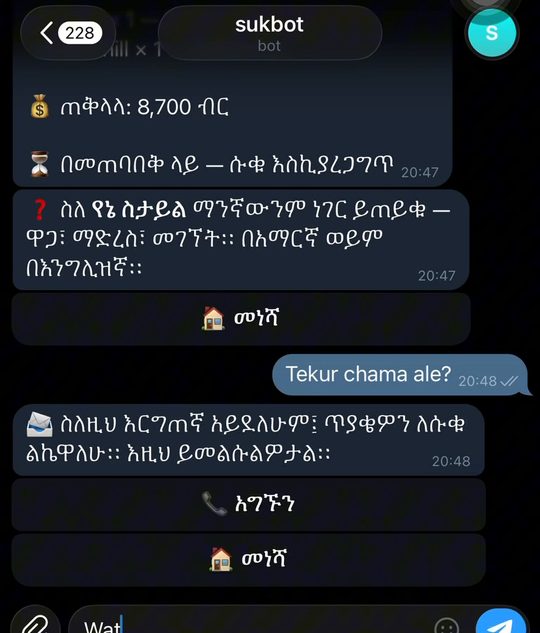 228
sukbot
bot
S
hill × 1
💰 ጠቅላላ: 8,700 ብር
⏳ በመጠባበቅ ላይ — ሱቁ እስኪያረጋግጥ 20:47
❓ ስለ የኔ ስታይል ማንኛውንም ነገር ይጠይቁ —
ዋጋ፣ ማድረስ፣ መገኘት። በአማርኛ ወይም
በእንግሊዝኛ።
20:47
🏠 መነሻ
Tekur chama ale? 20:48
📨 ስለዚህ እርግጠኛ አይደለሁም፤ ጥያቄዎን ለሱቁ
ልኬዋለሁ። እዚህ ይመልሱልዎታል።
20:48
📞 አግኙን
🏠 መነሻ
Wat